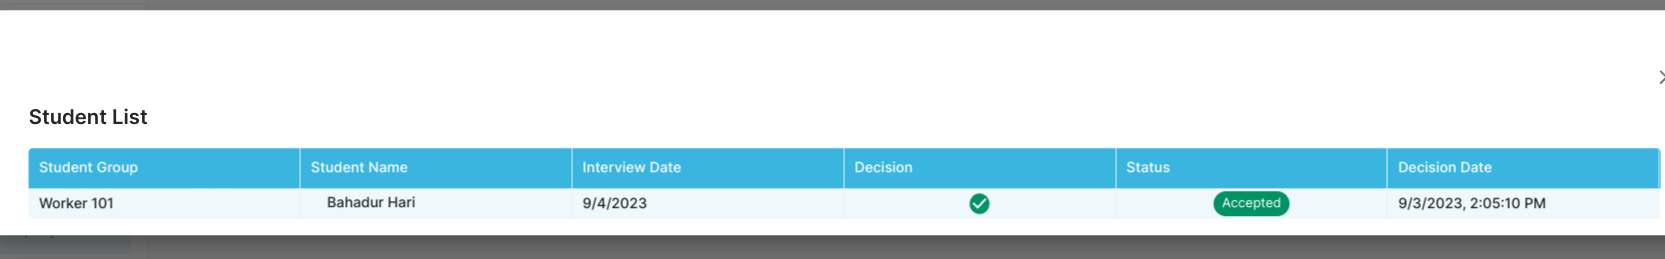 Student List
Student Group Student Name Interview Date Decision Status Decision Date
Worker 101 Bahadur Hari 9/4/2023 Accepted 9/3/2023, 2:05:10 PM